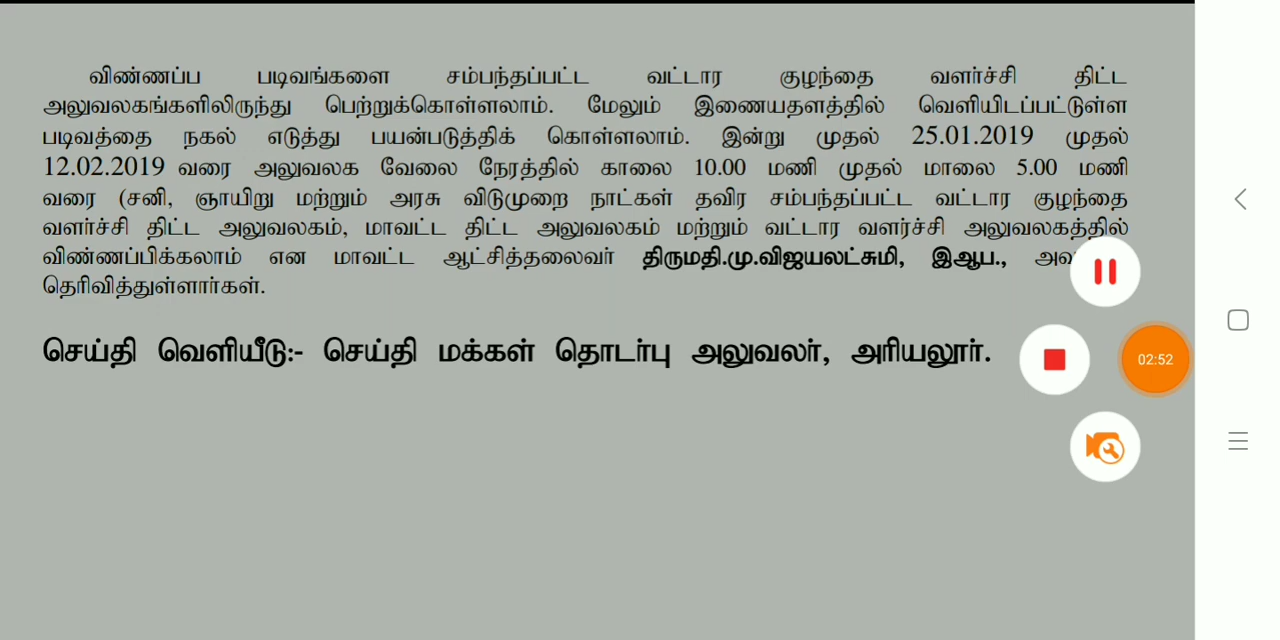 விண்ணப்ப படிவங்களை சம்பந்தப்பட்ட வட்டார குழந்தை வளர்ச்சி திட்ட
அலுவலகங்களிலிருந்து பெற்றுக்கொள்ளலாம். மேலும் இணையதளத்தில் வெளியிடப்பட்டுள்ள
படிவத்தை நகல் எடுத்து பயன்படுத்திக் கொள்ளலாம். இன்று முதல் 25.01.2019 முதல்
12.02.2019 வரை அலுவலக வேலை நேரத்தில் காலை 10.00 மணி முதல் மாலை 5.00 மணி
வரை (சனி, ஞாயிறு மற்றும் அரசு விடுமுறை நாட்கள் தவிர சம்பந்தப்பட்ட வட்டார குழந்தை
வளர்ச்சி திட்ட அலுவலகம், மாவட்ட திட்ட அலுவலகம் மற்றும் வட்டார வளர்ச்சி அலுவலகத்தில்
விண்ணப்பிக்கலாம் என மாவட்ட ஆட்சித்தலைவர் திருமதி.மு.விஜயலட்சுமி, இஆப.,
தெரிவித்துள்ளார்கள்.
செய்தி வெளியீடு:- செய்தி மக்கள் தொடர்பு அலுவலர், அரியலூர்.
02:52